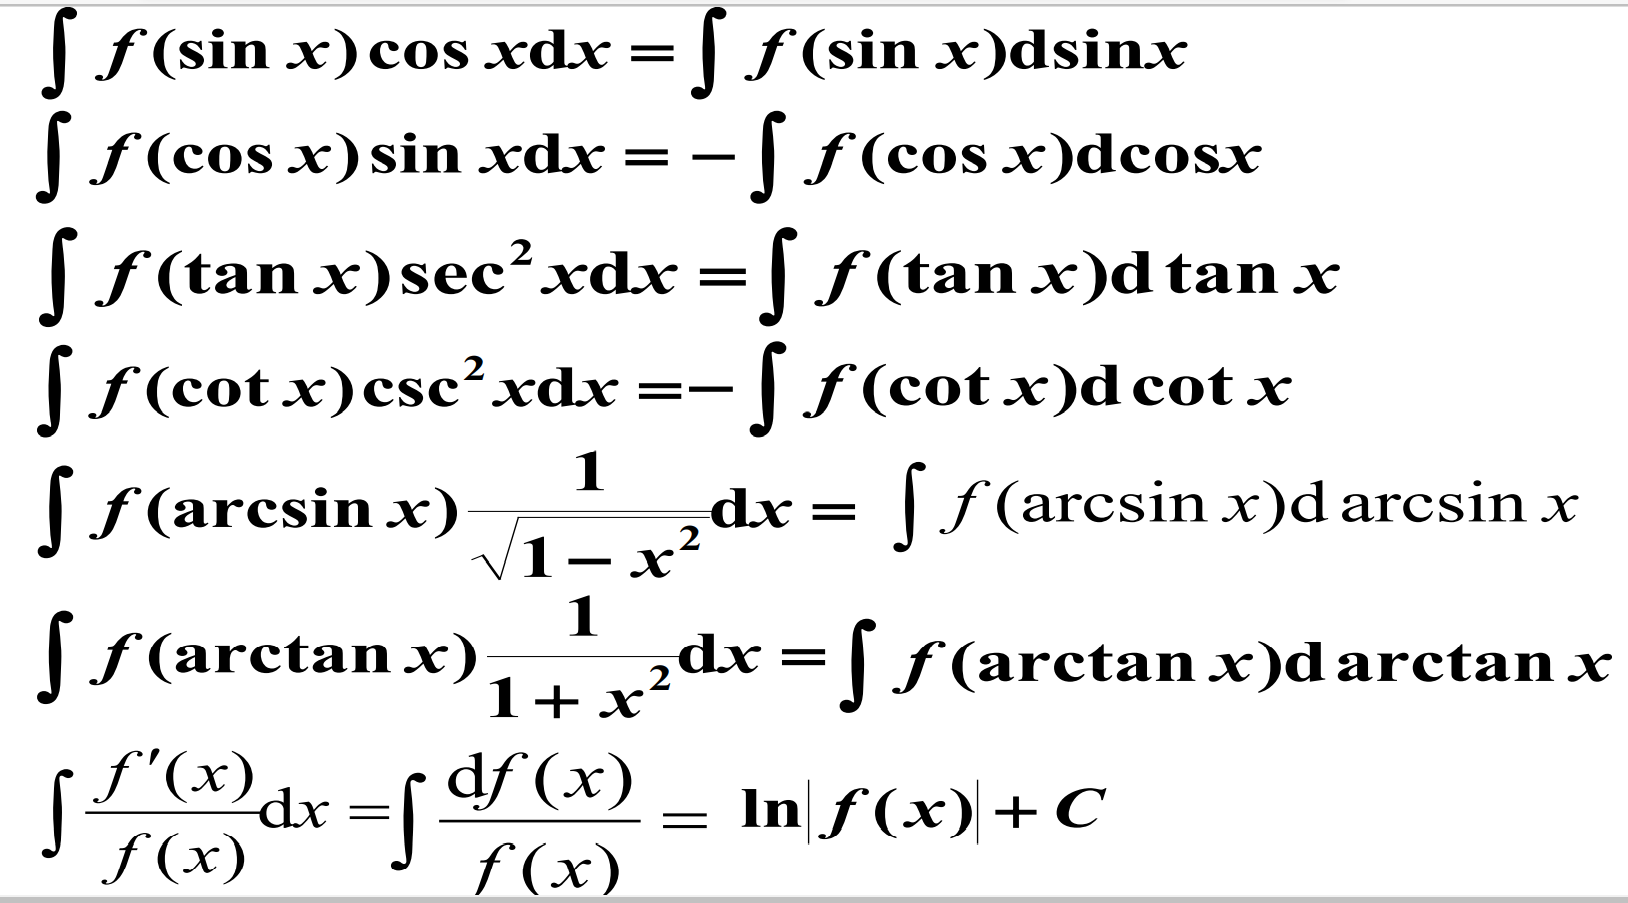 ∫ f(sin x) cos xdx = ∫ f(sin x)dsinx
∫ f(cos x) sin xdx = − ∫ f(cos x)dcosx
∫ f(tan x) sec² xdx = ∫ f(tan x)d tan x
∫ f(cot x) csc² xdx = − ∫ f(cot x)d cot x
∫ f(arcsin x) 1/√(1 − x²) dx = ∫ f(arcsin x)d arcsin x
∫ f(arctan x) 1/(1 + x²) dx = ∫ f(arctan x)d arctan x
∫ f′(x)/f(x) dx = ∫ df(x)/f(x) = ln|f(x)| + C